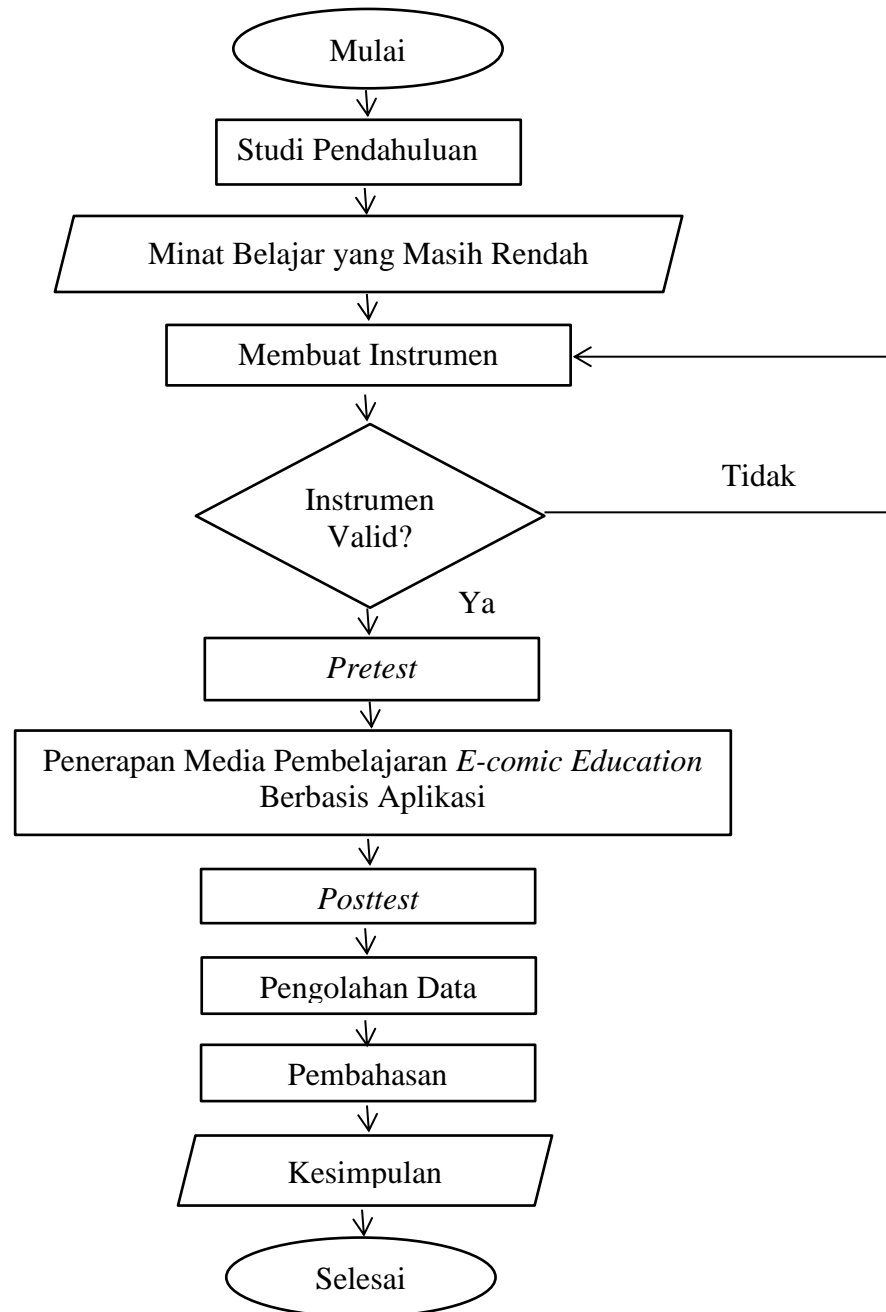 Mulai
Studi Pendahuluan
Minat Belajar yang Masih Rendah
Membuat Instrumen
Tidak
Instrumen
Valid?
Ya
Pretest
Penerapan Media Pembelajaran E-comic Education
Berbasis Aplikasi
Posttest
Pengolahan Data
Pembahasan
Kesimpulan
Selesai